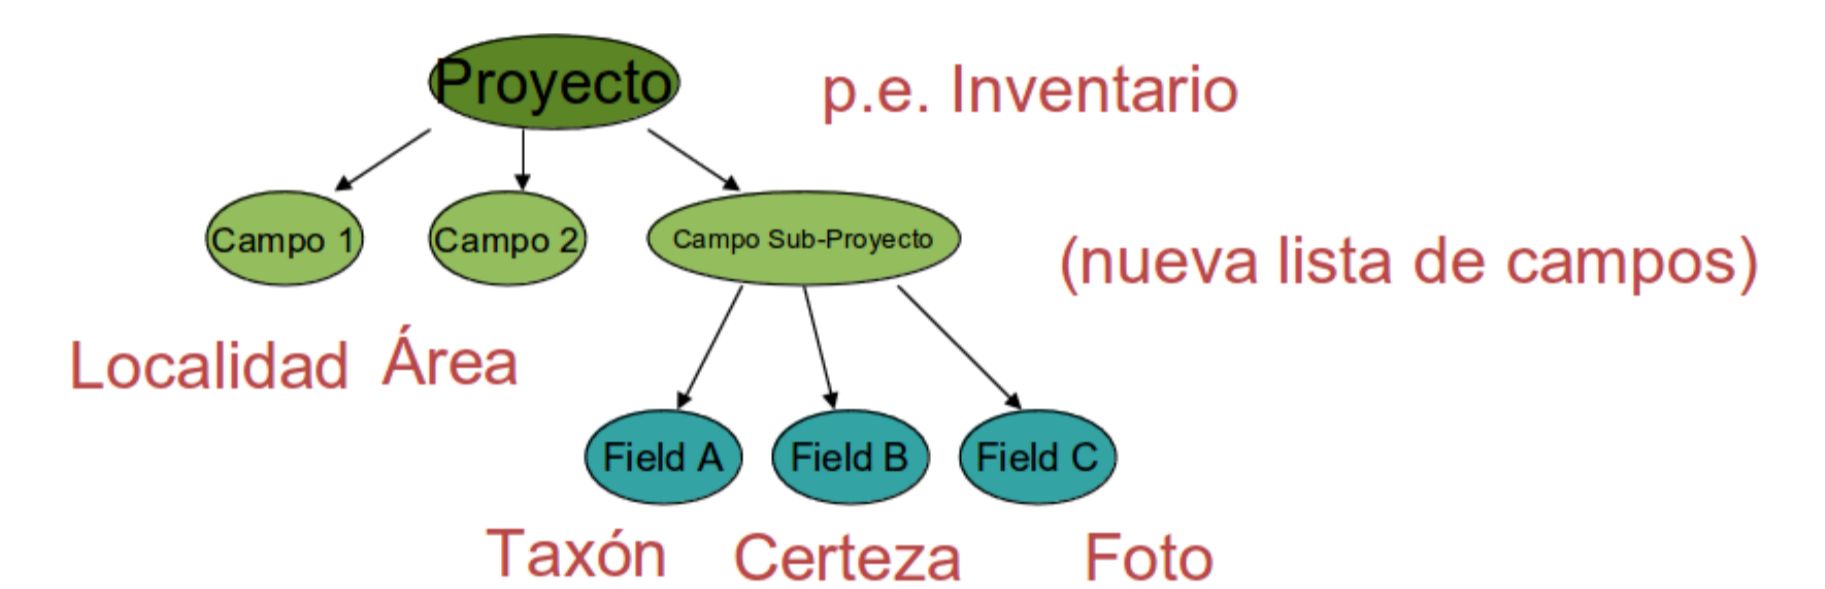 Proyecto
p.e. Inventario
Campo 1
Campo 2
Campo Sub-Proyecto
(nueva lista de campos)
Localidad
Área
Field A
Field B
Field C
Taxón
Certeza
Foto